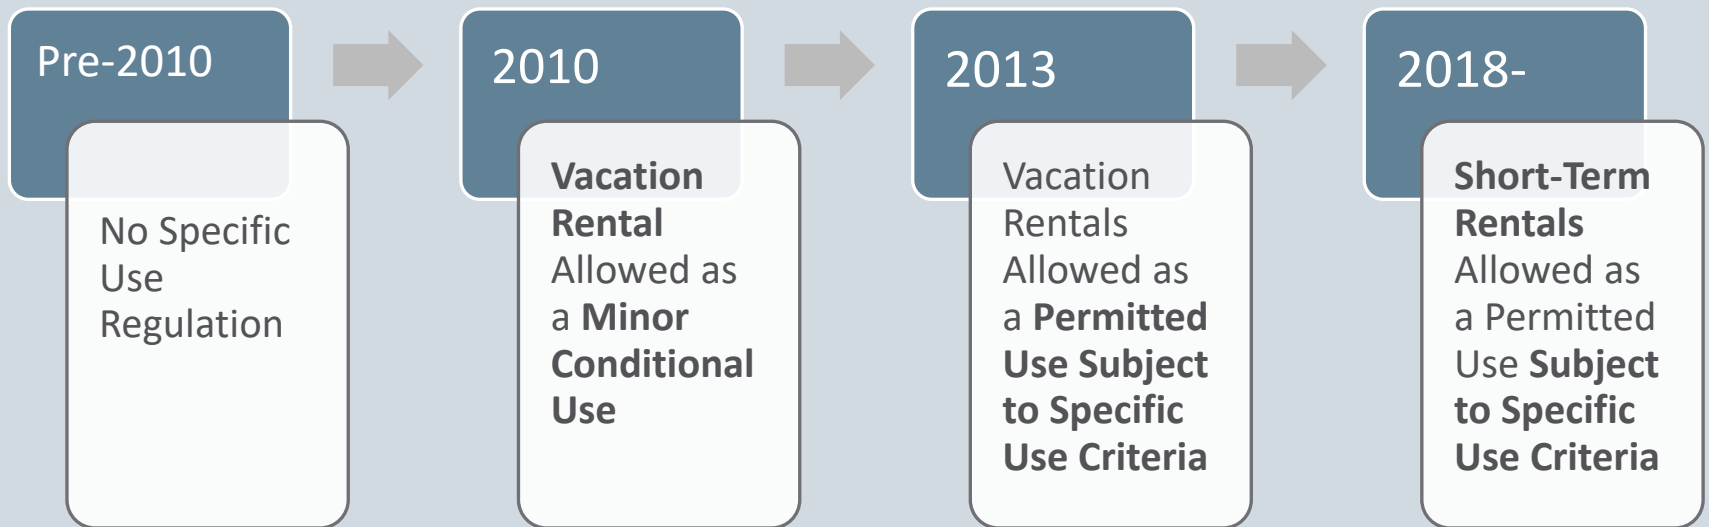 Pre-2010
No Specific
Use
Regulation
2010
Vacation
Rental
Allowed as
a Minor
Conditional
Use
2013
Vacation
Rentals
Allowed as
a Permitted
Use Subject
to Specific
Use Criteria
2018-
Short-Term
Rentals
Allowed as
a Permitted
Use Subject
to Specific
Use Criteria